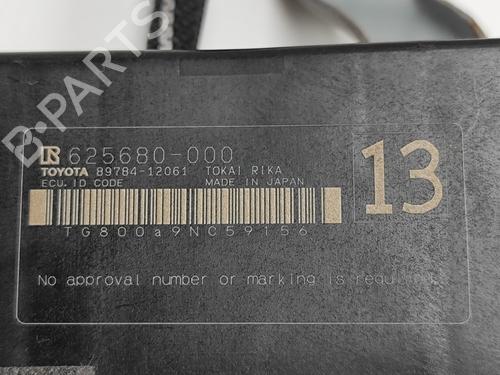 625680-000
TOYOTA 89784-12061 TOKAI RIKA
ECU. ID CODE MADE IN JAPAN
13
TG800a9NC59156
No approval number or marking is required.
B-PARTS